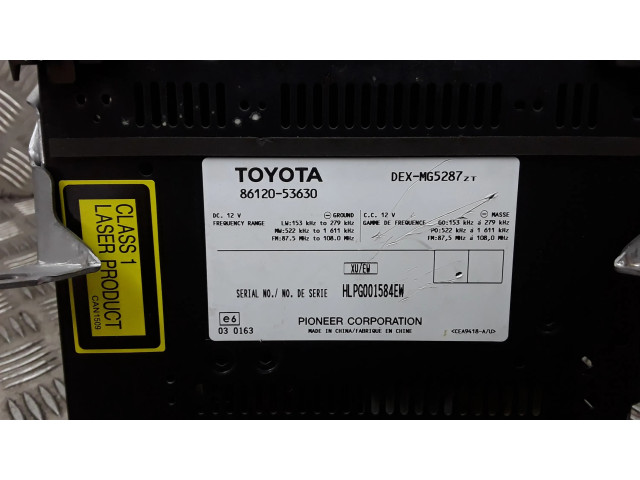 TOYOTA
86120-53630
DEX-MG5287ZT
DC. 12 V ⊖ GROUND
FREQUENCY RANGE LW:153 kHz to 279 kHz
MW:522 kHz to 1 611 kHz
FM:87.5 MHz to 108.0 MHz
C.C. 12 V ⊖ MASSE
GAMME DE FREQUENCE GO:153 kHz à 279 kHz
PO:522 kHz à 1 611 kHz
FM:87,5 MHz à 108,0 MHz
XU/EW
SERIAL NO./ NO. DE SERIE HLPG001584EW
e6
03 0163
PIONEER CORPORATION
MADE IN CHINA/FABRIQUE EN CHINE
<CEA9418-A/U>
CLASS 1
LASER PRODUCT
CAN1509